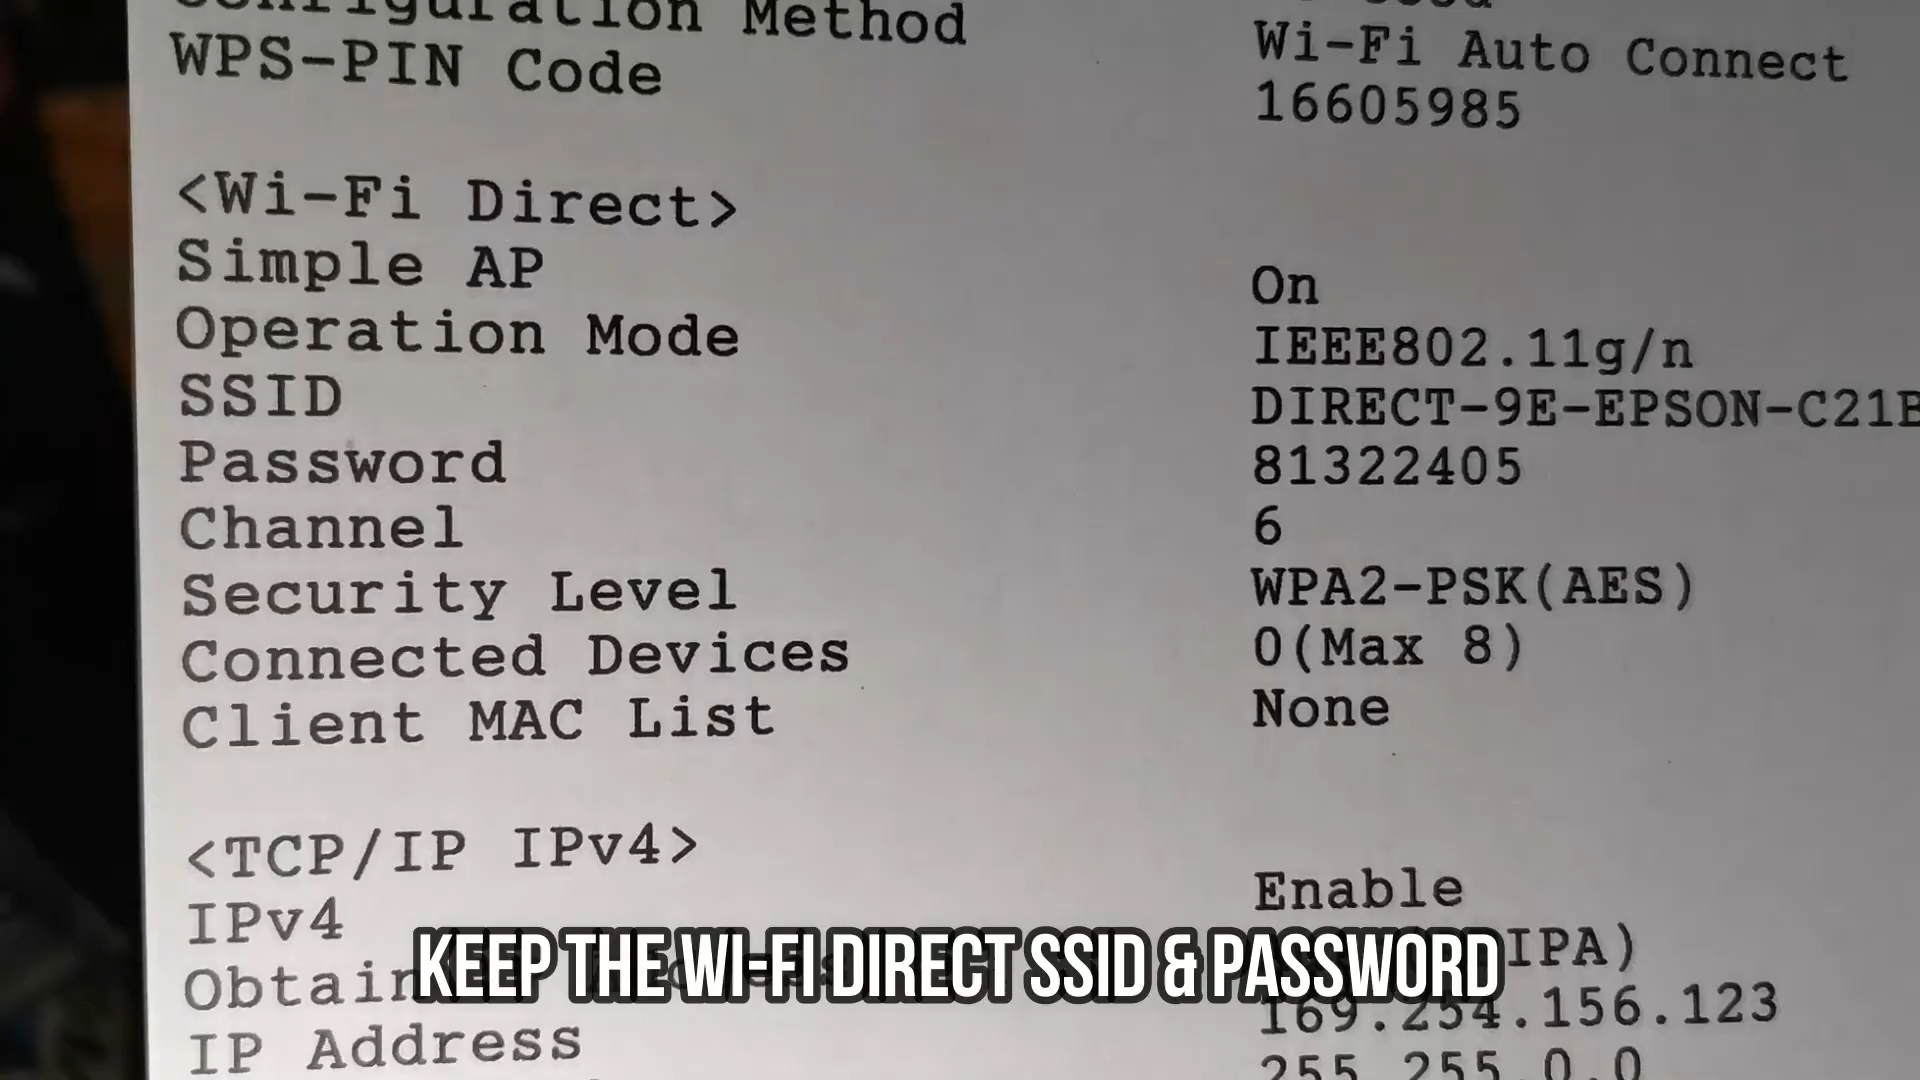 Configuration Method
WPS-PIN Code
Wi-Fi Auto Connect
16605985
<Wi-Fi Direct>
Simple AP On
Operation Mode IEEE802.11g/n
SSID DIRECT-9E-EPSON-C21B
Password 81322405
Channel 6
Security Level WPA2-PSK(AES)
Connected Devices 0(Max 8)
Client MAC List None
<TCP/IP IPv4>
IPv4 Enable
Obtain IPA)
KEEP THE WI-FI DIRECT SSID & PASSWORD
IP Address 169.254.156.123
255.255.0.0